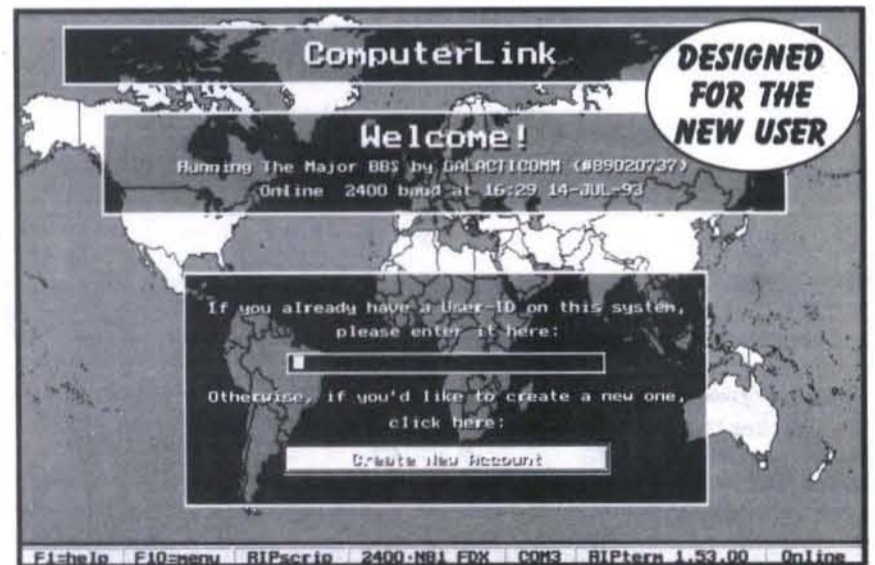 ComputerLink
DESIGNED
FOR THE
NEW USER
Welcome!
Running The Major BBS by GALACTICOMM (#89020737)
Online 2400 baud at 16:29 14-JUL-93
If you already have a User-ID on this system,
please enter it here:
Otherwise, if you'd like to create a new one,
click here:
Create New Account
F1=help F10=menu RIPscrip 2400·N81 FDX COM3 RIPterm 1.53.00 Online